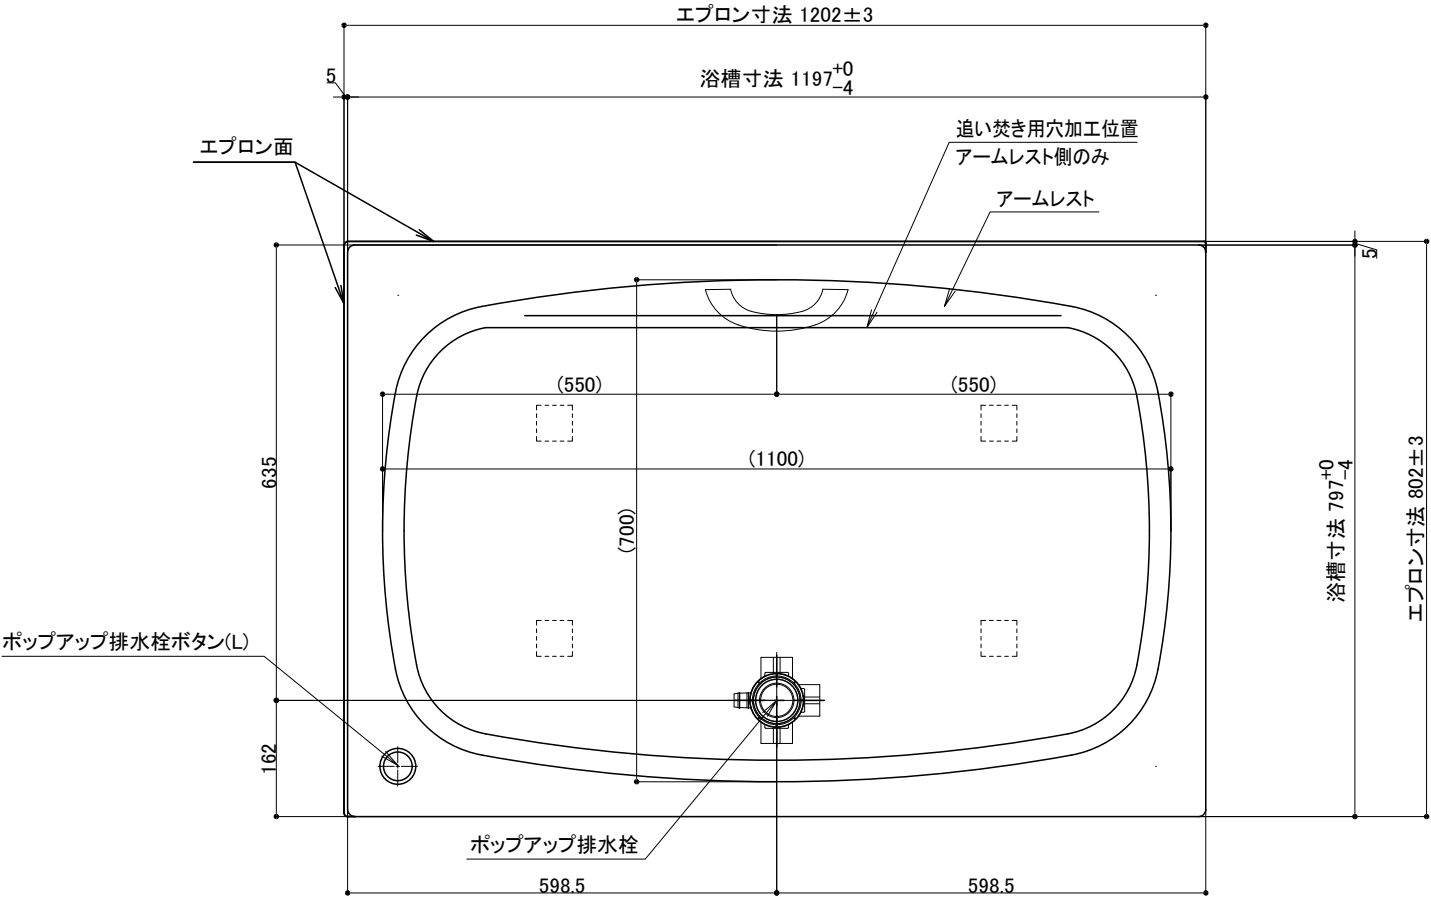 エプロン寸法 1202±3
5
浴槽寸法 1197+0−4
追い焚き用穴加工位置
アームレスト側のみ
エプロン面
アームレスト
5
(550)
(550)
(1100)
635
(700)
浴槽寸法 797+0−4
エプロン寸法 802±3
ポップアップ排水栓ボタン(L)
162
ポップアップ排水栓
598.5
598.5